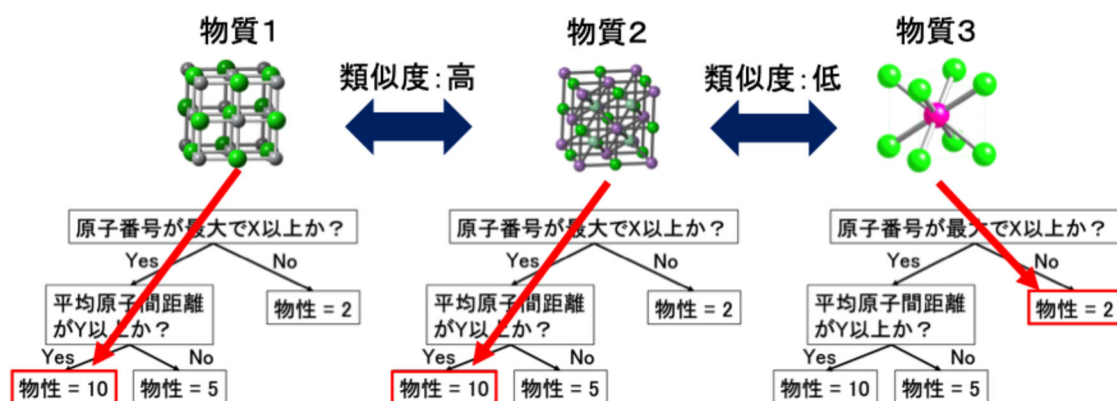 物質１
物質２
物質３
類似度：高
類似度：低
原子番号が最大でX以上か？
Yes
No
平均原子間距離
がY以上か？
物性 = 2
Yes
No
物性 = 10
物性 = 5
原子番号が最大でX以上か？
Yes
No
平均原子間距離
がY以上か？
物性 = 2
Yes
No
物性 = 10
物性 = 5
原子番号が最大でX以上か？
Yes
No
平均原子間距離
がY以上か？
物性 = 2
Yes
No
物性 = 10
物性 = 5